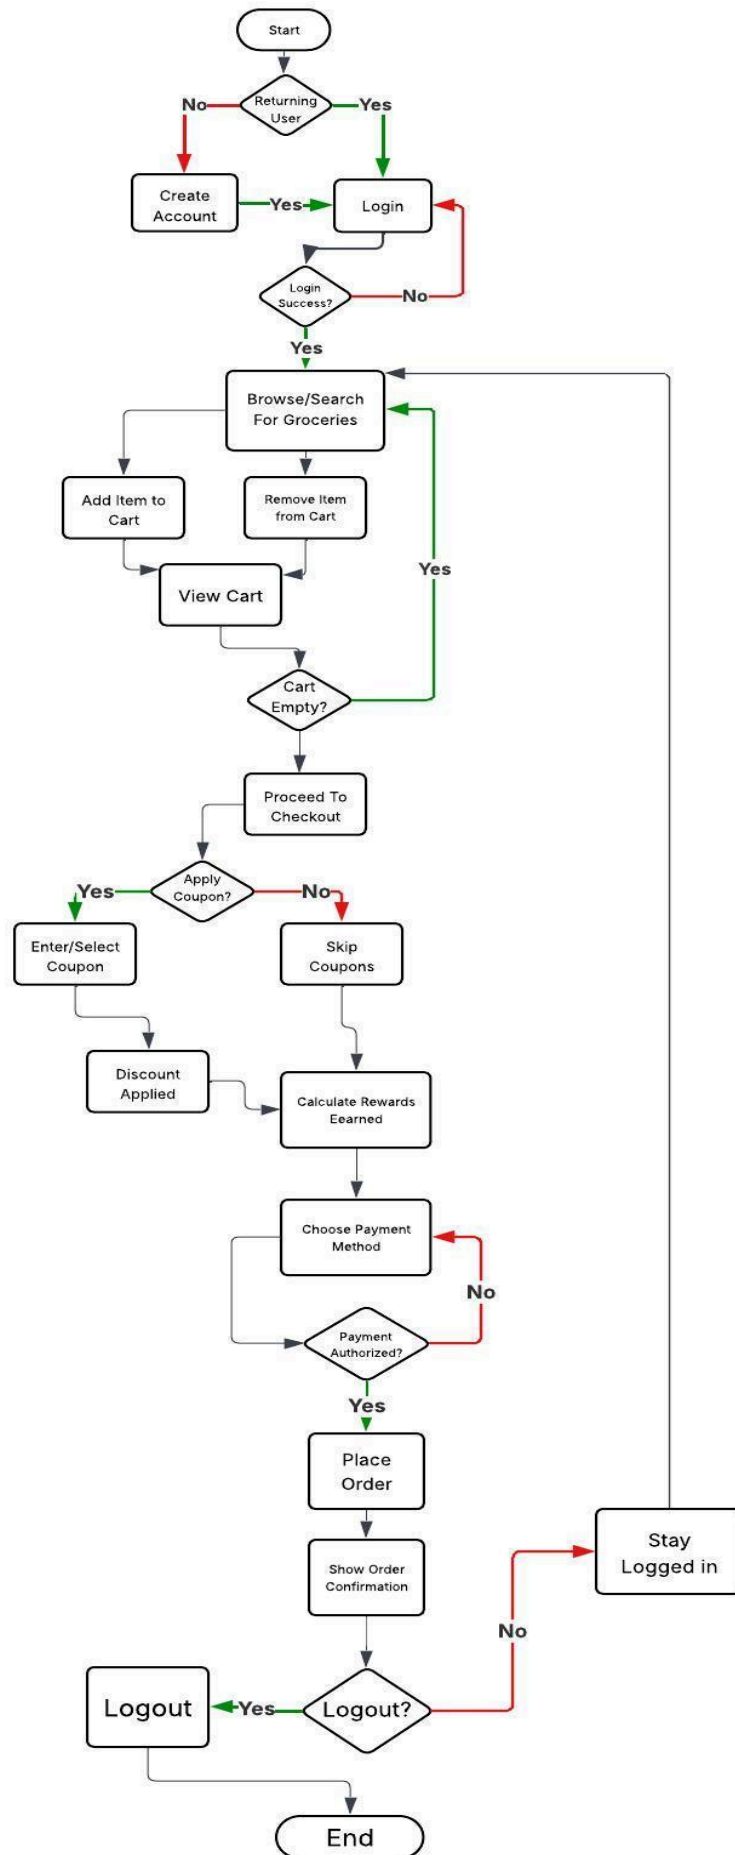 Start
Returning
User
No
Yes
Create
Account
Yes
Login
Login
Success?
No
Yes
Browse/Search
For Groceries
Add Item to
Cart
Remove Item
from Cart
View Cart
Yes
Cart
Empty?
Proceed To
Checkout
Apply
Coupon?
Yes
No
Enter/Select
Coupon
Skip
Coupons
Discount
Applied
Calculate Rewards
Eearned
Choose Payment
Method
No
Payment
Authorized?
Yes
Place
Order
Stay
Logged in
Show Order
Confirmation
No
Logout
Yes
Logout?
End